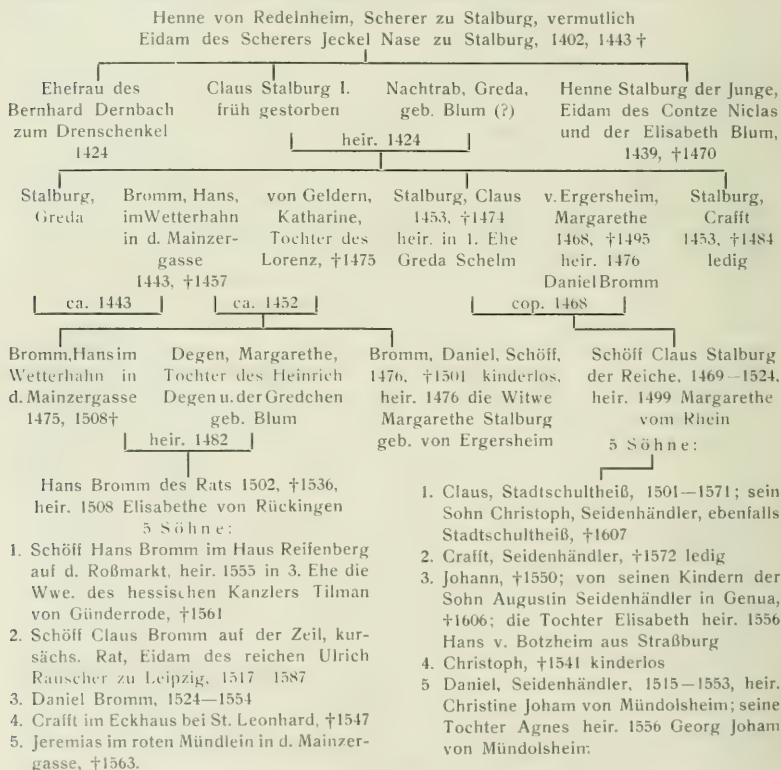 Henne von Redelnheim, Scherer zu Stalburg, vermutlich
Eidam des Scherers Jeckel Nase zu Stalburg, 1402, 1443 †
Ehefrau des
Bernhard Dernbach
zum Drenschenkel
1424
Claus Stalburg I.
früh gestorben
Nachtrab, Greda,
geb. Blum (?)
heir. 1424
Henne Stalburg der Junge,
Eidam des Contze Niclas
und der Elisabeth Blum,
1439, †1470
Stalburg,
Greda
Bromm, Hans,
im Wetterhahn
in d. Mainzer-
gasse
1443, †1457
von Geldern,
Katharine,
Tochter des
Lorenz, †1475
Stalburg, Claus
1453, †1474
heir. in 1. Ehe
Greda Schelm
v. Ergersheim,
Margarethe
1468, †1495
heir. 1476
Daniel Bromm
Stalburg,
Crafft
1453, †1484
ledig
ca. 1443
ca. 1452
cop. 1468
Bromm, Hans im
Wetterhahn in
d. Mainzergasse
1475, 1508†
Degen, Margarethe,
Tochter des Heinrich
Degen u. der Gredchen
geb. Blum
heir. 1482
Bromm, Daniel, Schöff,
1476, †1501 kinderlos,
heir. 1476 die Witwe
Margarethe Stalburg
geb. von Ergersheim
Schöff Claus Stalburg
der Reiche, 1469—1524,
heir. 1499 Margarethe
vom Rhein
5 Söhne:
Hans Bromm des Rats 1502, †1536,
heir. 1508 Elisabethe von Rückingen
5 Söhne:
1. Schöff Hans Bromm im Haus Reifenberg
auf d. Roßmarkt, heir. 1555 in 3. Ehe die
Wwe. des hessischen Kanzlers Tilman
von Günderrode, †1561
2. Schöff Claus Bromm auf der Zeil, kur-
sächs. Rat, Eidam des reichen Ulrich
Rauscher zu Leipzig, 1517 1587
3. Daniel Bromm, 1524—1554
4. Crafft im Eckhaus bei St. Leonhard, †1547
5. Jeremias im roten Mündlein in d. Mainzer-
gasse, †1563.
1. Claus, Stadtschultheiß, 1501—1571; sein
Sohn Christoph, Seidenhändler, ebenfalls
Stadtschultheiß, †1607
2. Crafft, Seidenhändler, †1572 ledig
3. Johann, †1550; von seinen Kindern der
Sohn Augustin Seidenhändler in Genua,
†1606; die Tochter Elisabeth heir. 1556
Hans v. Botzheim aus Straßburg
4. Christoph, †1541 kinderlos
5 Daniel, Seidenhändler, 1515—1553, heir.
Christine Joham von Mündolsheim; seine
Tochter Agnes heir. 1556 Georg Joham
von Mündolsheim.